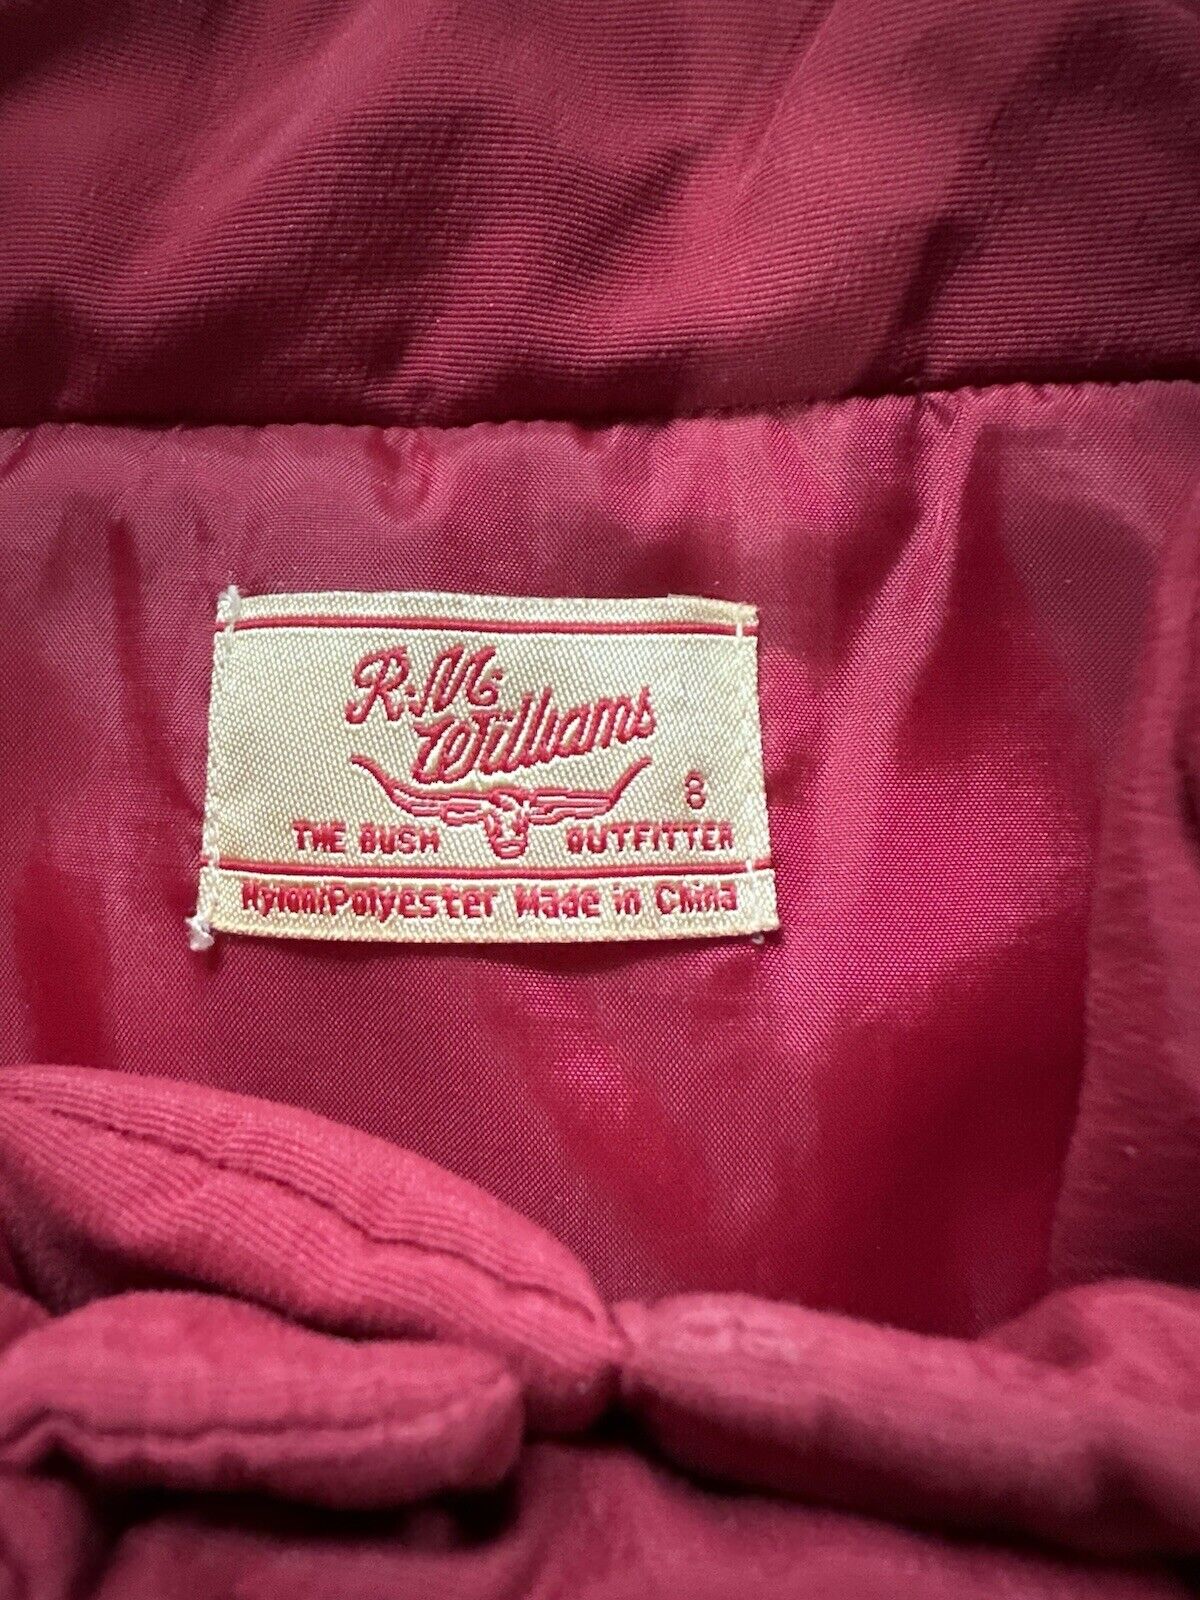 R.M.
Williams
8
THE BUSH OUTFITTER
Nylon/Polyester Made in China